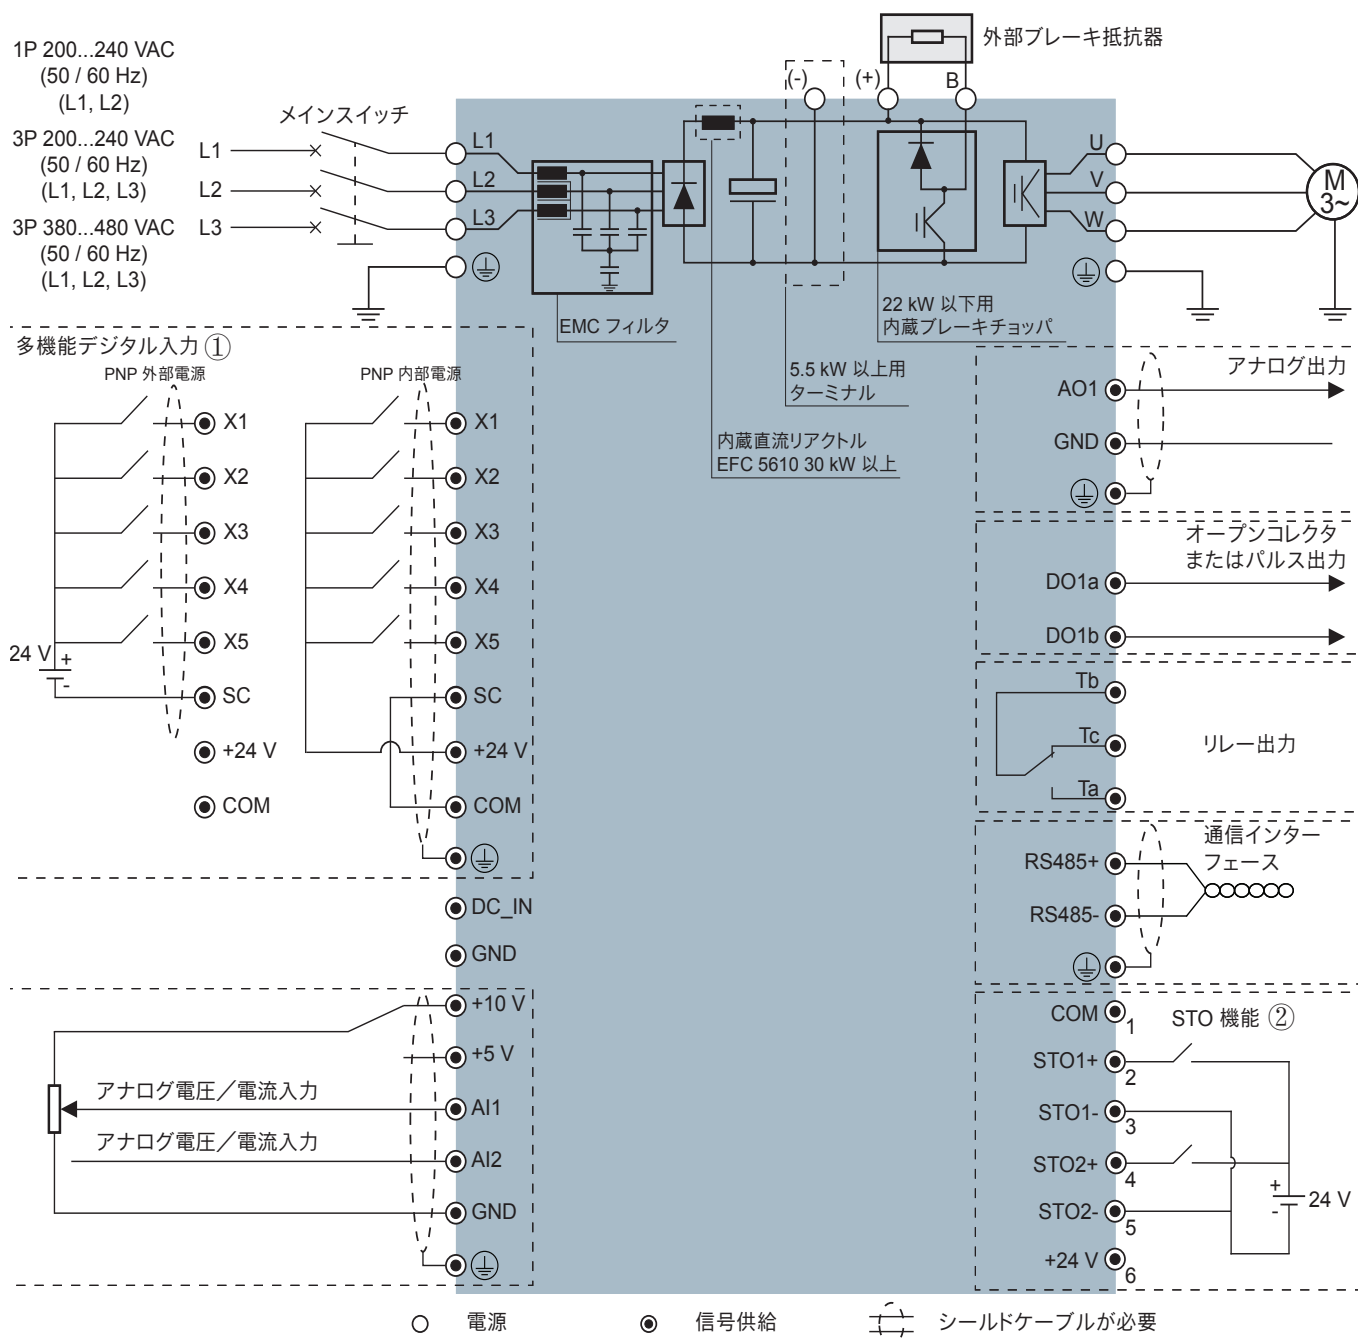 1P 200...240 VAC
(50 / 60 Hz)
(L1, L2)
3P 200...240 VAC
(50 / 60 Hz)
(L1, L2, L3)
3P 380...480 VAC
(50 / 60 Hz)
(L1, L2, L3)
メインスイッチ
L1
L2
L3
L1
L2
L3
EMC フィルタ
(-)
(+)
B
外部ブレーキ抵抗器
U
V
W
M
3~
22 kW 以下用
内蔵ブレーキチョッパ
5.5 kW 以上用
ターミナル
内蔵直流リアクトル
EFC 5610 30 kW 以上
多機能デジタル入力 ①
PNP 外部電源
X1
X2
X3
X4
X5
24 V
+
-
SC
+24 V
COM
PNP 内部電源
X1
X2
X3
X4
X5
SC
+24 V
COM
DC_IN
GND
+10 V
+5 V
アナログ電圧／電流入力
AI1
アナログ電圧／電流入力
AI2
GND
アナログ出力
AO1
GND
オープンコレクタ
またはパルス出力
DO1a
DO1b
Tb
Tc
Ta
リレー出力
通信インター
フェース
RS485+
RS485-
STO 機能 ②
COM
1
STO1+
2
STO1-
3
STO2+
4
STO2-
5
+24 V
6
+
-
24 V
電源
信号供給
シールドケーブルが必要